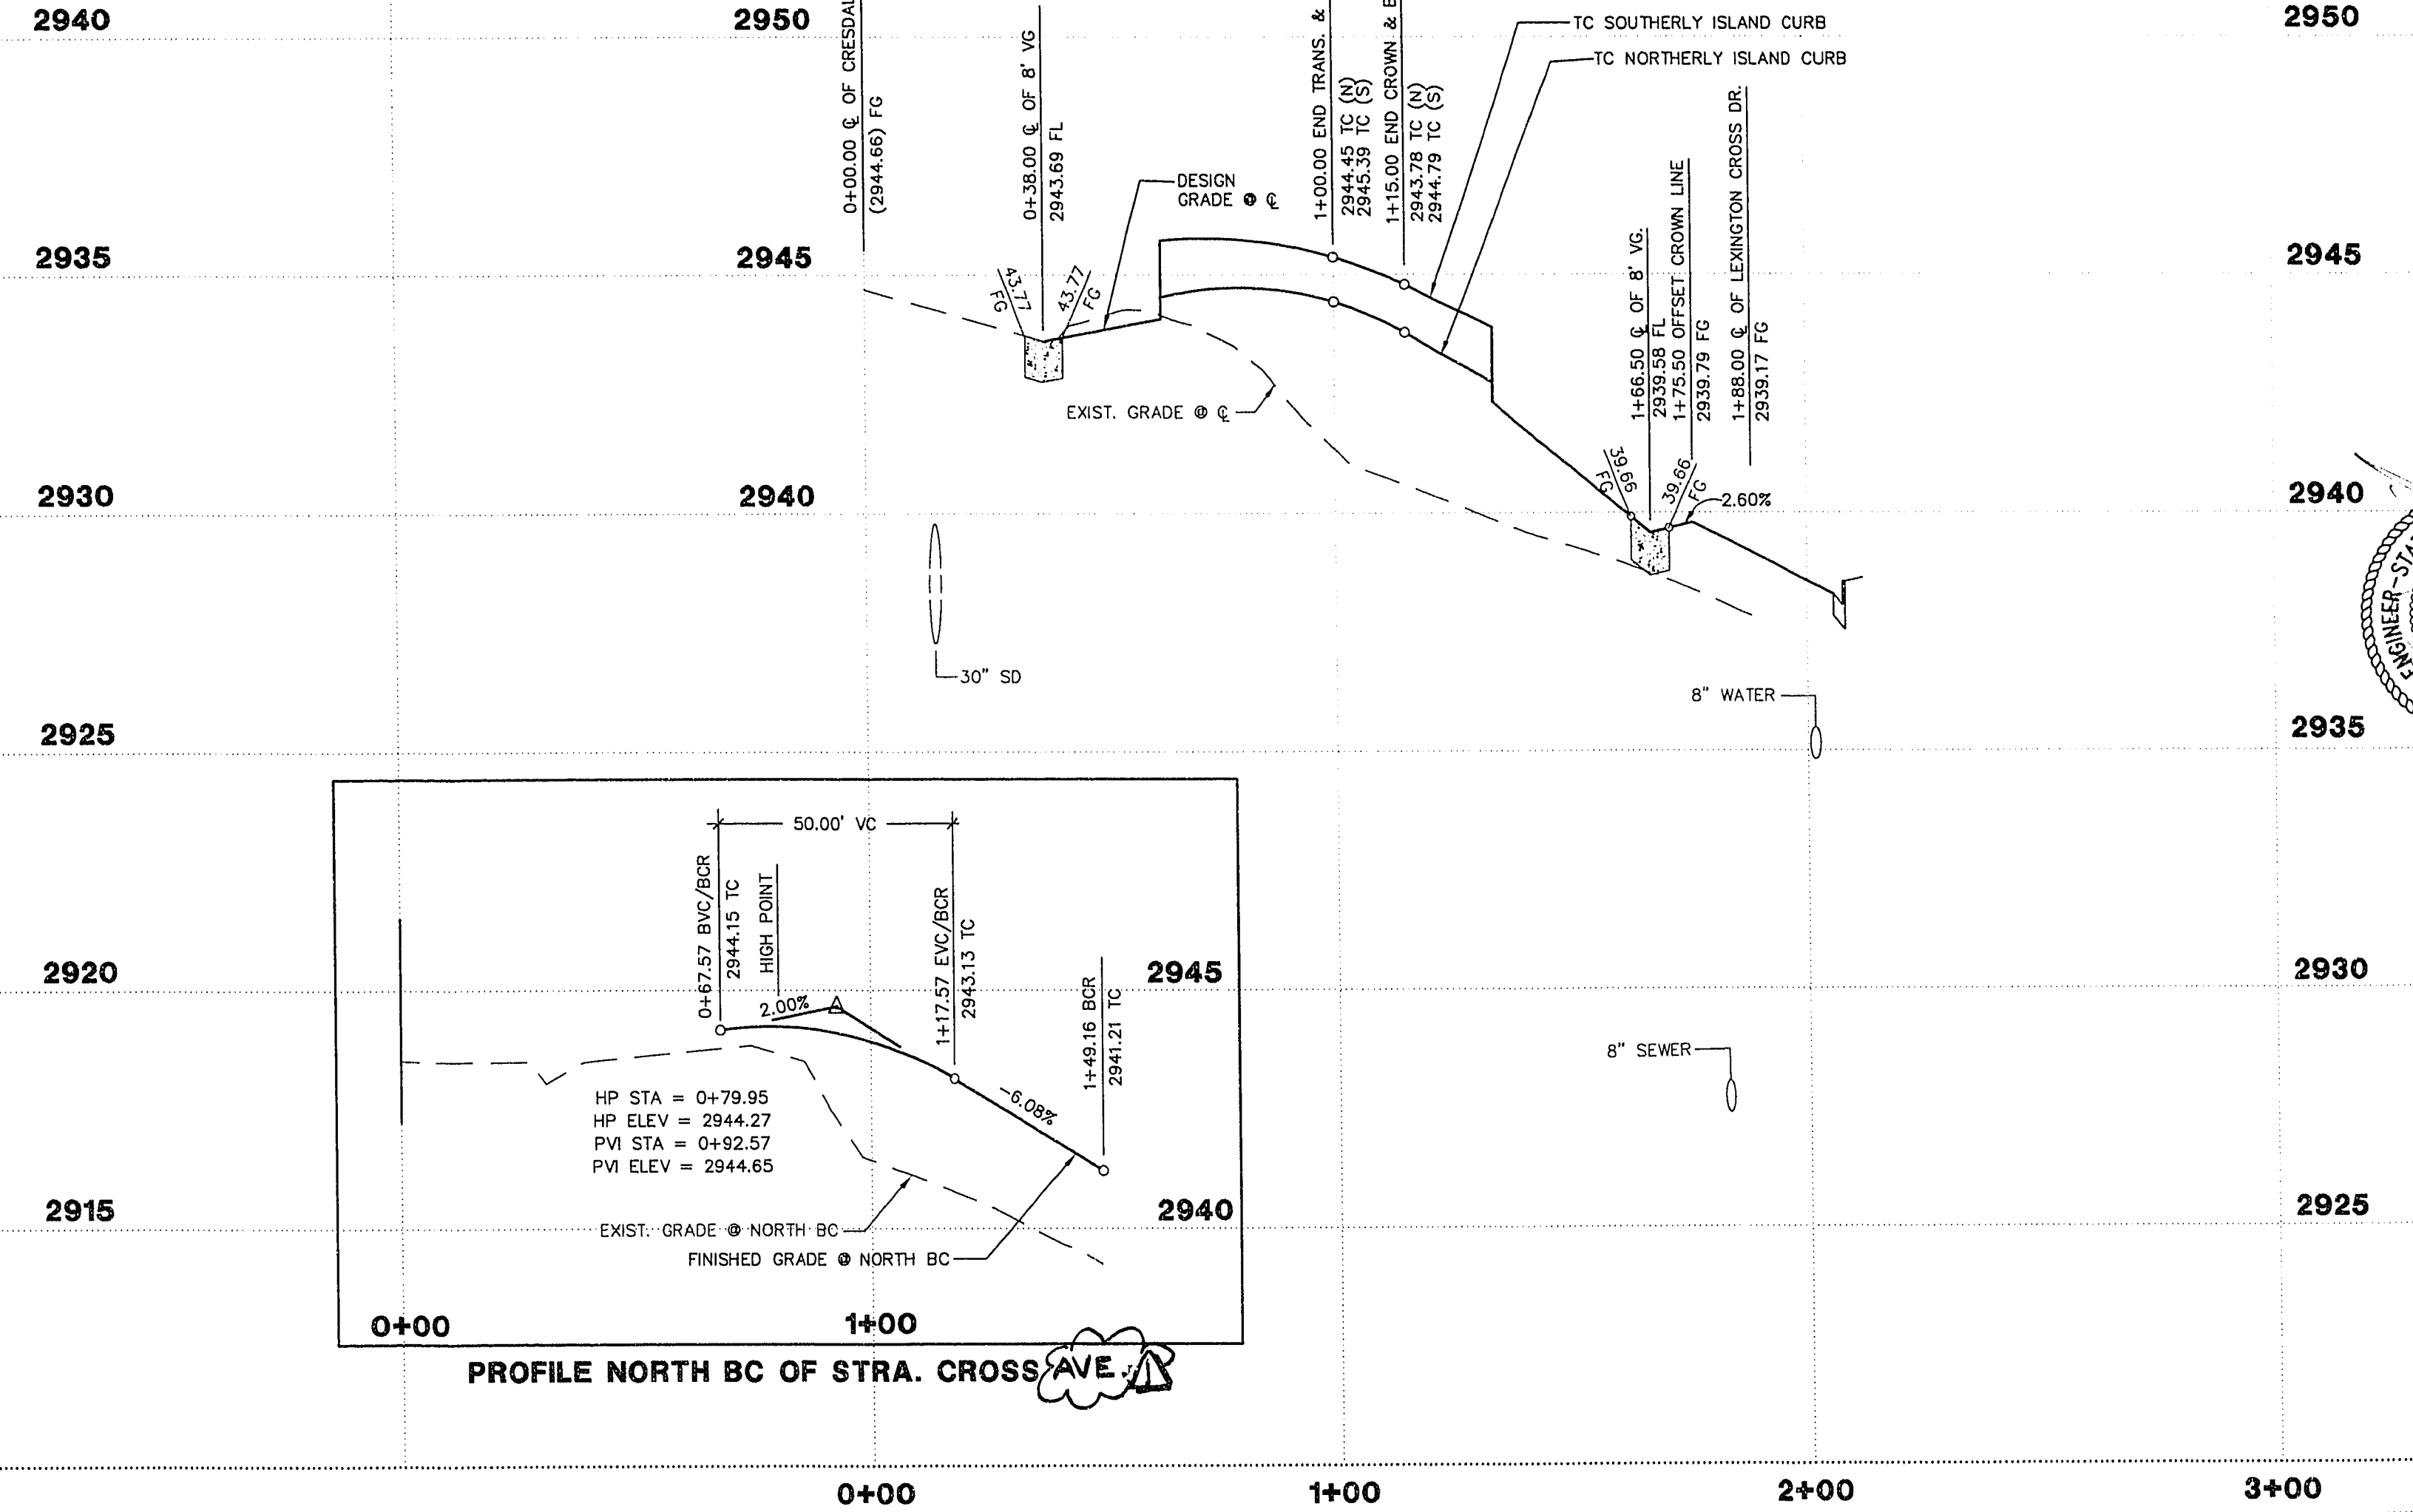 2940
2950
2950
TC SOUTHERLY ISLAND CURB
TC NORTHERLY ISLAND CURB
0+00.00 ℄ OF
(2944.66) FG
0+38.00 ℄ OF 8' VG
2943.69 FL
1+00.00 END TRANS. &
2944.45 TC (N)
2945.39 TC (S)
1+15.00 END CROWN &
2943.78 TC (N)
2944.79 TC (S)
DESIGN
GRADE @ ℄
1+66.50 ℄ OF 8' VG.
2939.58 FL
1+75.50 OFFSET CROWN LINE
2939.79 FG
1+88.00 ℄ OF LEXINGTON CROSS DR.
2939.17 FG
2935
2945
2945
43.77
FG
43.77
FG
EXIST. GRADE @ ℄
39.66
FG
39.66
FG
2.60%
2930
2940
2940
30" SD
8" WATER
2925
2935
50.00' VC
0+67.57 BVC/BCR
2944.15 TC
HIGH POINT
1+17.57 EVC/BCR
2943.13 TC
1+49.16 BCR
2941.21 TC
2920
2945
2930
2.00%
8" SEWER
-6.08%
HP STA = 0+79.95
HP ELEV = 2944.27
PVI STA = 0+92.57
PVI ELEV = 2944.65
2915
2940
2925
EXIST. GRADE @ NORTH BC
FINISHED GRADE @ NORTH BC
0+00
1+00
PROFILE NORTH BC OF STRA. CROSS AVE. 1
0+00
1+00
2+00
3+00
ENGINEER